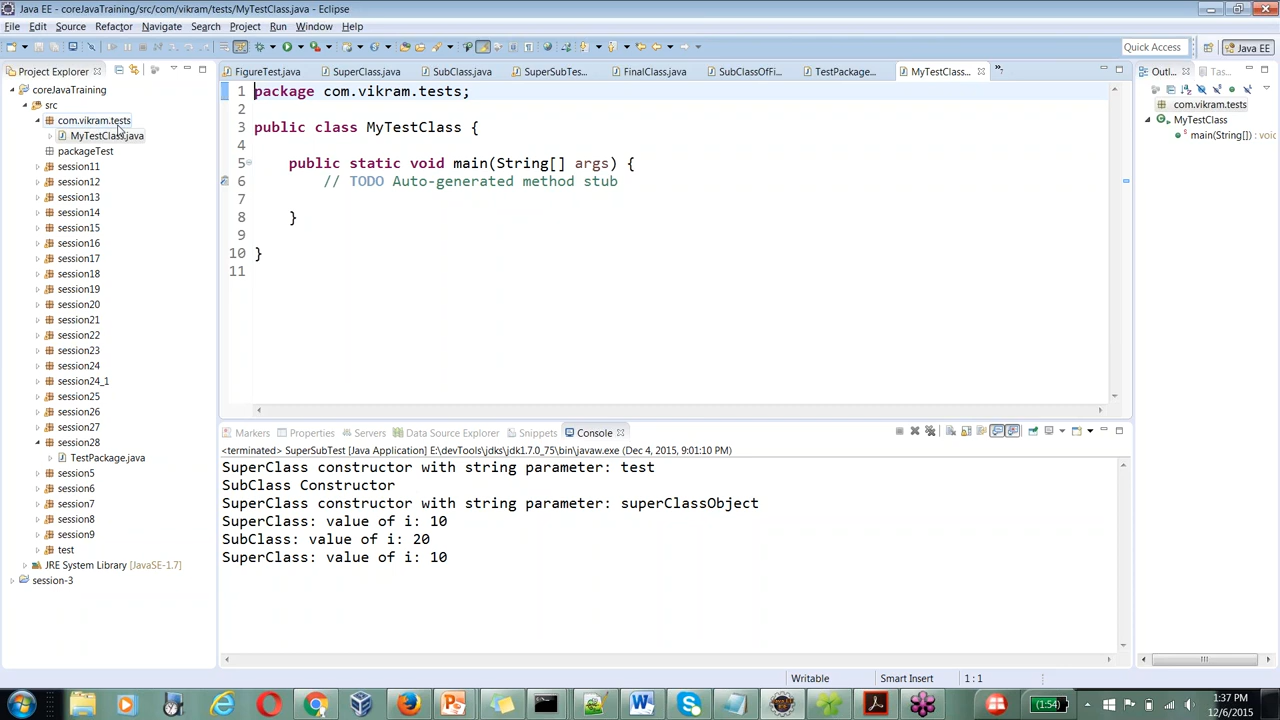 Java EE - coreJavaTraining/src/com/vikram/tests/MyTestClass.java - Eclipse
File Edit Source Refactor Navigate Search Project Run Window Help
Quick Access
Java EE
Project Explorer
FigureTest.java
SuperClass.java
SubClass.java
SuperSubTes...
FinalClass.java
SubClassOfFi...
TestPackage...
MyTestClass...
Outl...
Tas...
coreJavaTraining
src
com.vikram.tests
MyTestClass.java
packageTest
session11
session12
session13
session14
session15
session16
session17
session18
session19
session20
session21
session22
session23
session24
session24_1
session25
session26
session27
session28
TestPackage.java
session5
session6
session7
session8
session9
test
JRE System Library [JavaSE-1.7]
session-3
1 package com.vikram.tests;
2
3 public class MyTestClass {
4
5 public static void main(String[] args) {
6 // TODO Auto-generated method stub
7
8 }
9
10 }
11
com.vikram.tests
MyTestClass
main(String[]) : voi
Markers
Properties
Servers
Data Source Explorer
Snippets
Console
<terminated> SuperSubTest [Java Application] E:\devTools\jdks\jdk1.7.0_75\bin\javaw.exe (Dec 4, 2015, 9:01:10 PM)
SuperClass constructor with string parameter: test
SubClass Constructor
SuperClass constructor with string parameter: superClassObject
SuperClass: value of i: 10
SubClass: value of i: 20
SuperClass: value of i: 10
Writable
Smart Insert
1 : 1
(1:54)
1:37 PM
12/6/2015